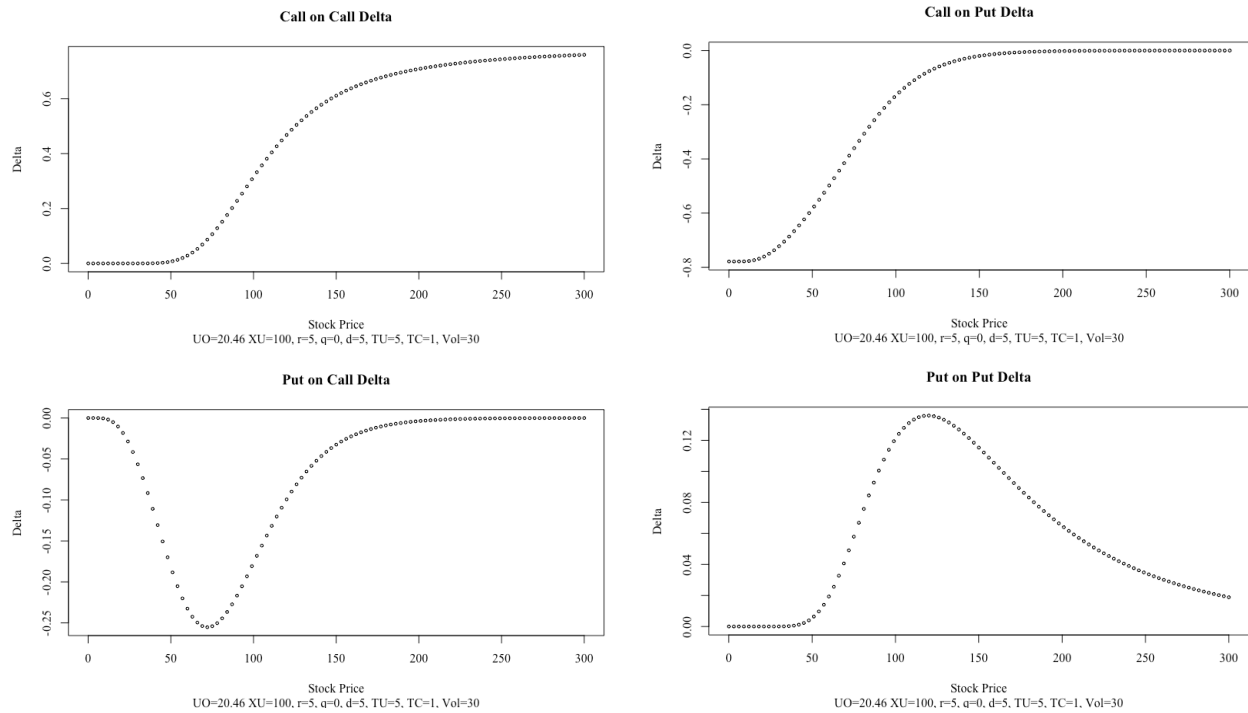 Call on Call Delta
Delta
0.0
0.2
0.4
0.6
0
50
100
150
200
250
300
Stock Price
UO=20.46 XU=100, r=5, q=0, d=5, TU=5, TC=1, Vol=30
Call on Put Delta
Delta
-0.8
-0.6
-0.4
-0.2
0.0
0
50
100
150
200
250
300
Stock Price
UO=20.46 XU=100, r=5, q=0, d=5, TU=5, TC=1, Vol=30
Put on Call Delta
Delta
-0.25
-0.20
-0.15
-0.10
-0.05
0.00
0
50
100
150
200
250
300
Stock Price
UO=20.46 XU=100, r=5, q=0, d=5, TU=5, TC=1, Vol=30
Put on Put Delta
Delta
0.00
0.04
0.08
0.12
0
50
100
150
200
250
300
Stock Price
UO=20.46 XU=100, r=5, q=0, d=5, TU=5, TC=1, Vol=30